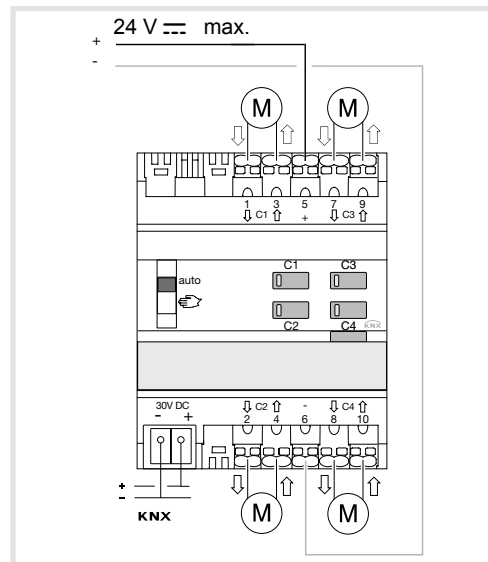 24 V ⎓ max.
+
-
M M
1 3 5 7 9
⇩ C1 ⇧ + ⇩ C3 ⇧
C1 C3
auto
C2 C4 KNX
30V DC
- +
⇩ C2 ⇧ - ⇩ C4 ⇧
2 4 6 8 10
+
-
KNX
M M